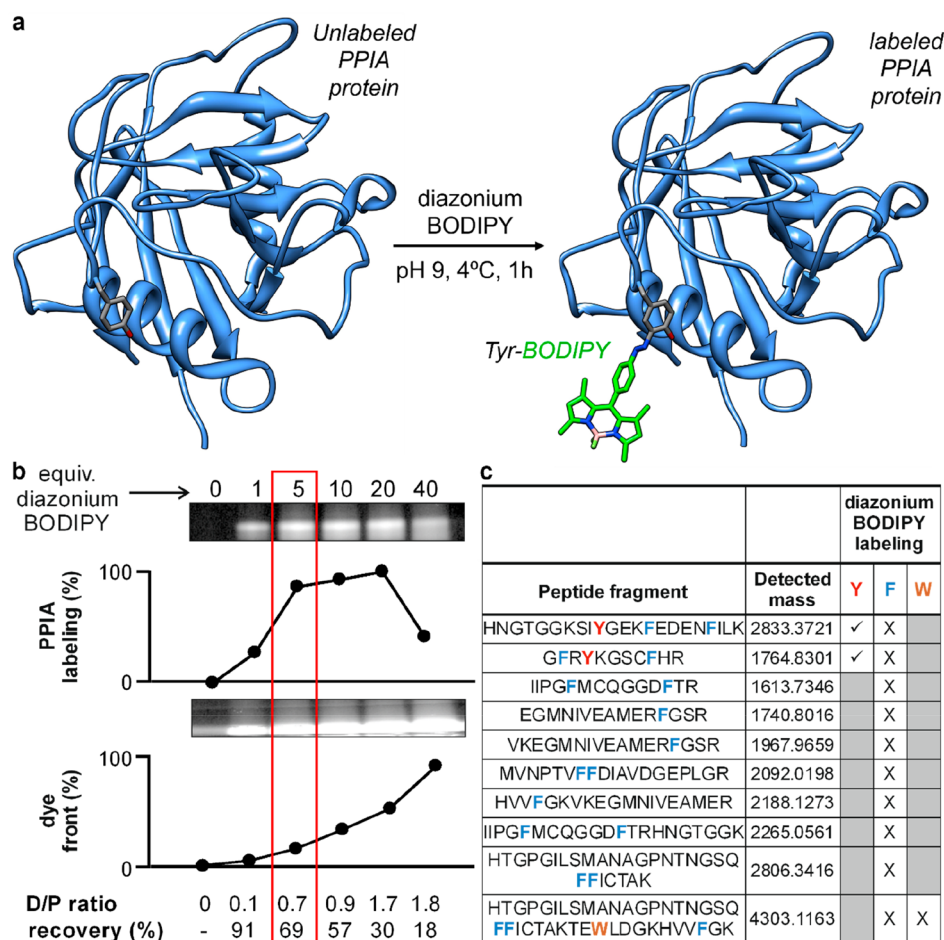 a
Unlabeled
PPIA
protein
diazonium
BODIPY
pH 9, 4ºC, 1h
labeled
PPIA
protein
Tyr-BODIPY
b
equiv.
diazonium
BODIPY
0 1 5 10 20 40
PPIA
labeling (%)
100
0
dye
front (%)
100
0
D/P ratio 0 0.1 0.7 0.9 1.7 1.8
recovery (%) - 91 69 57 30 18
c
diazonium
BODIPY
labeling
Peptide fragment Detected mass Y F W
HNGTGGKSIYGEKFEDENFILK 2833.3721 ✓ X
GFRYKGSCFHR 1764.8301 ✓ X
IIPGFMCQGGDFTR 1613.7346 X
EGMNIVEAMERFGSR 1740.8016 X
VKEGMNIVEAMERFGSR 1967.9659 X
MVNPTVFFDIAVDGEPLGR 2092.0198 X
HVVFGKVKEGMNIVEAMER 2188.1273 X
IIPGFMCQGGDFTRHNGTGGK 2265.0561 X
HTGPGILSMANAGPNTNGSQ
FFICTAK 2806.3416 X
HTGPGILSMANAGPNTNGSQ
FFICTAKTEWLDGKHVVFGK 4303.1163 X X